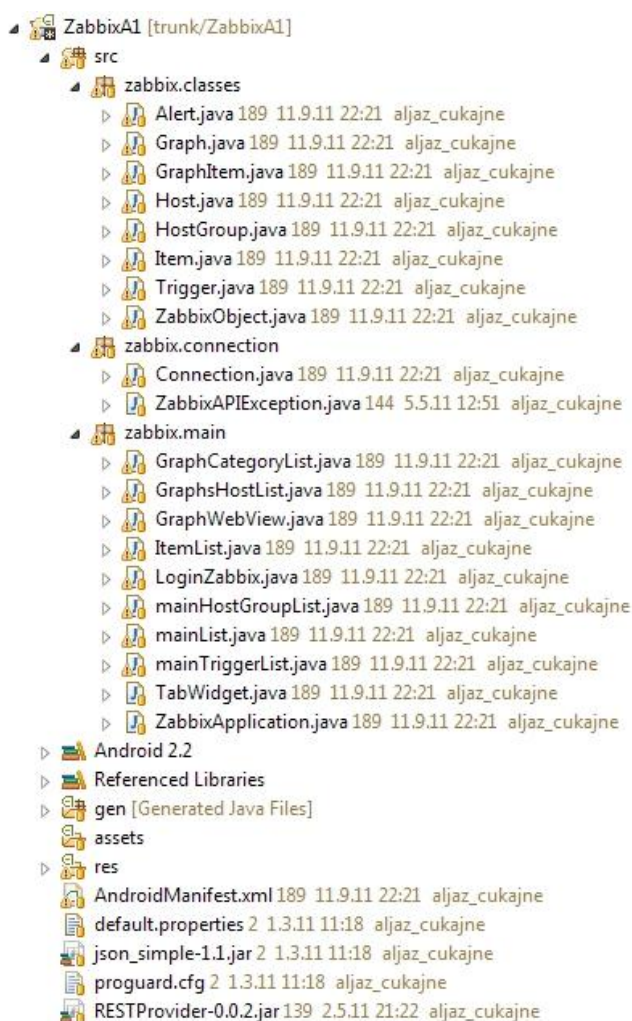 ZabbixA1 [trunk/ZabbixA1]
src
zabbix.classes
Alert.java 189 11.9.11 22:21 aljaz_cukajne
Graph.java 189 11.9.11 22:21 aljaz_cukajne
GraphItem.java 189 11.9.11 22:21 aljaz_cukajne
Host.java 189 11.9.11 22:21 aljaz_cukajne
HostGroup.java 189 11.9.11 22:21 aljaz_cukajne
Item.java 189 11.9.11 22:21 aljaz_cukajne
Trigger.java 189 11.9.11 22:21 aljaz_cukajne
ZabbixObject.java 189 11.9.11 22:21 aljaz_cukajne
zabbix.connection
Connection.java 189 11.9.11 22:21 aljaz_cukajne
ZabbixAPIException.java 144 5.5.11 12:51 aljaz_cukajne
zabbix.main
GraphCategoryList.java 189 11.9.11 22:21 aljaz_cukajne
GraphsHostList.java 189 11.9.11 22:21 aljaz_cukajne
GraphWebView.java 189 11.9.11 22:21 aljaz_cukajne
ItemList.java 189 11.9.11 22:21 aljaz_cukajne
LoginZabbix.java 189 11.9.11 22:21 aljaz_cukajne
mainHostGroupList.java 189 11.9.11 22:21 aljaz_cukajne
mainList.java 189 11.9.11 22:21 aljaz_cukajne
mainTriggerList.java 189 11.9.11 22:21 aljaz_cukajne
TabWidget.java 189 11.9.11 22:21 aljaz_cukajne
ZabbixApplication.java 189 11.9.11 22:21 aljaz_cukajne
Android 2.2
Referenced Libraries
gen [Generated Java Files]
assets
res
AndroidManifest.xml 189 11.9.11 22:21 aljaz_cukajne
default.properties 2 1.3.11 11:18 aljaz_cukajne
json_simple-1.1.jar 2 1.3.11 11:18 aljaz_cukajne
proguard.cfg 2 1.3.11 11:18 aljaz_cukajne
RESTProvider-0.0.2.jar 139 2.5.11 21:22 aljaz_cukajne